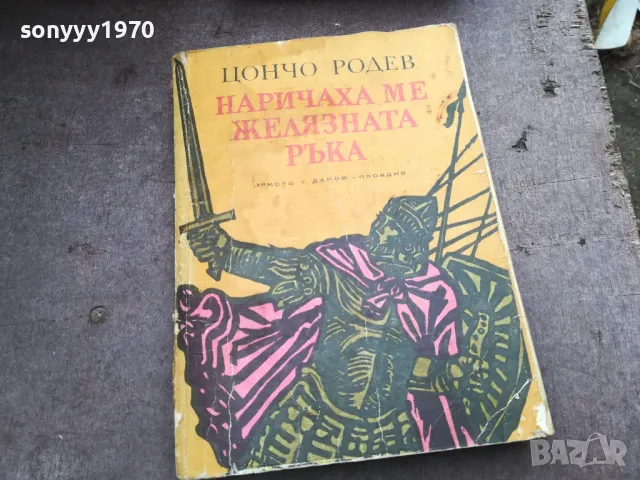 sonyyy1970
ЦОНЧО РОДЕВ
НАРИЧАХА МЕ
ЖЕЛЯЗНАТА
РЪКА
„ХРИСТО Г. ДАНОВ“ – ПЛОВДИВ
BAZAR